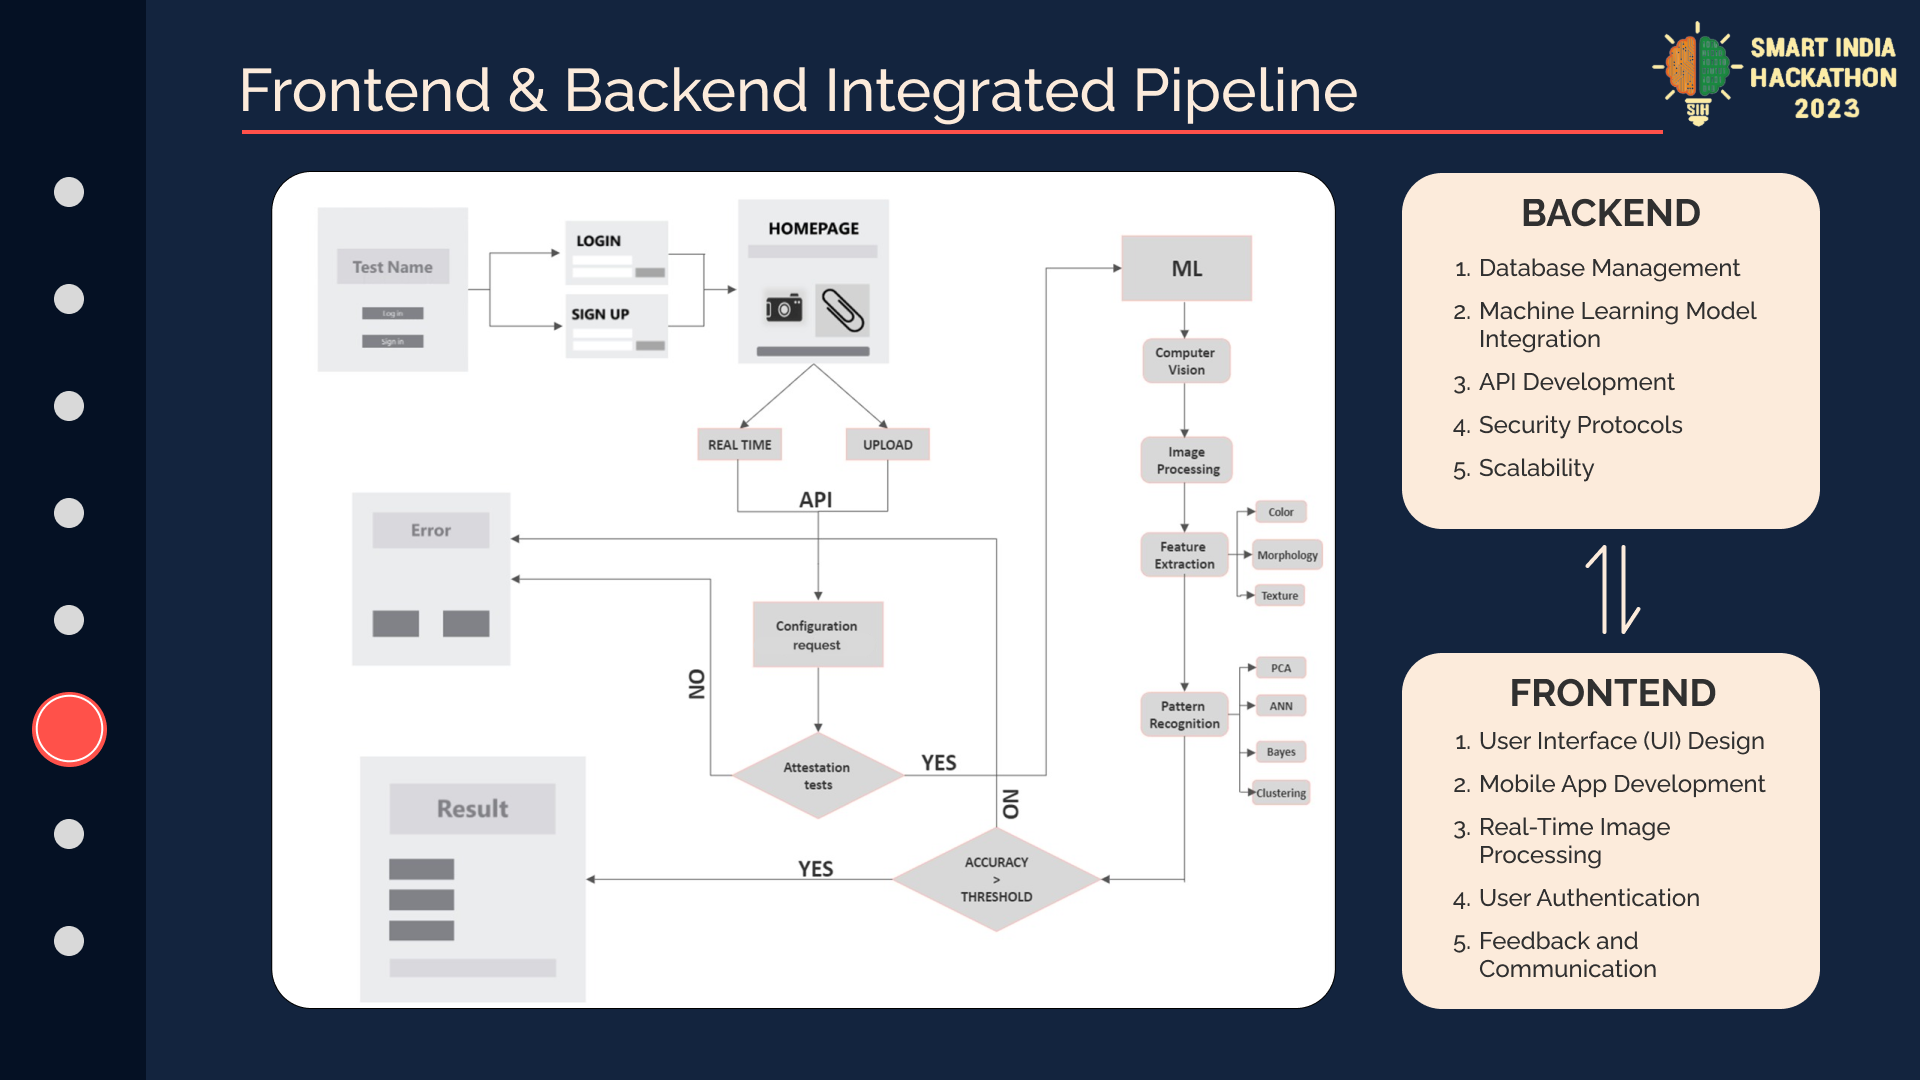 Frontend & Backend Integrated Pipeline
SMART INDIA
HACKATHON
2023
SIH
Test Name
Log in
Sign in
LOGIN
SIGN UP
HOMEPAGE
REAL TIME
UPLOAD
API
Error
Configuration
request
NO
Attestation
tests
YES
NO
Result
YES
ACCURACY
>
THRESHOLD
ML
Computer
Vision
Image
Processing
Feature
Extraction
Color
Morphology
Texture
Pattern
Recognition
PCA
ANN
Bayes
Clustering
BACKEND
1. Database Management
2. Machine Learning Model
Integration
3. API Development
4. Security Protocols
5. Scalability
FRONTEND
1. User Interface (UI) Design
2. Mobile App Development
3. Real-Time Image
Processing
4. User Authentication
5. Feedback and
Communication